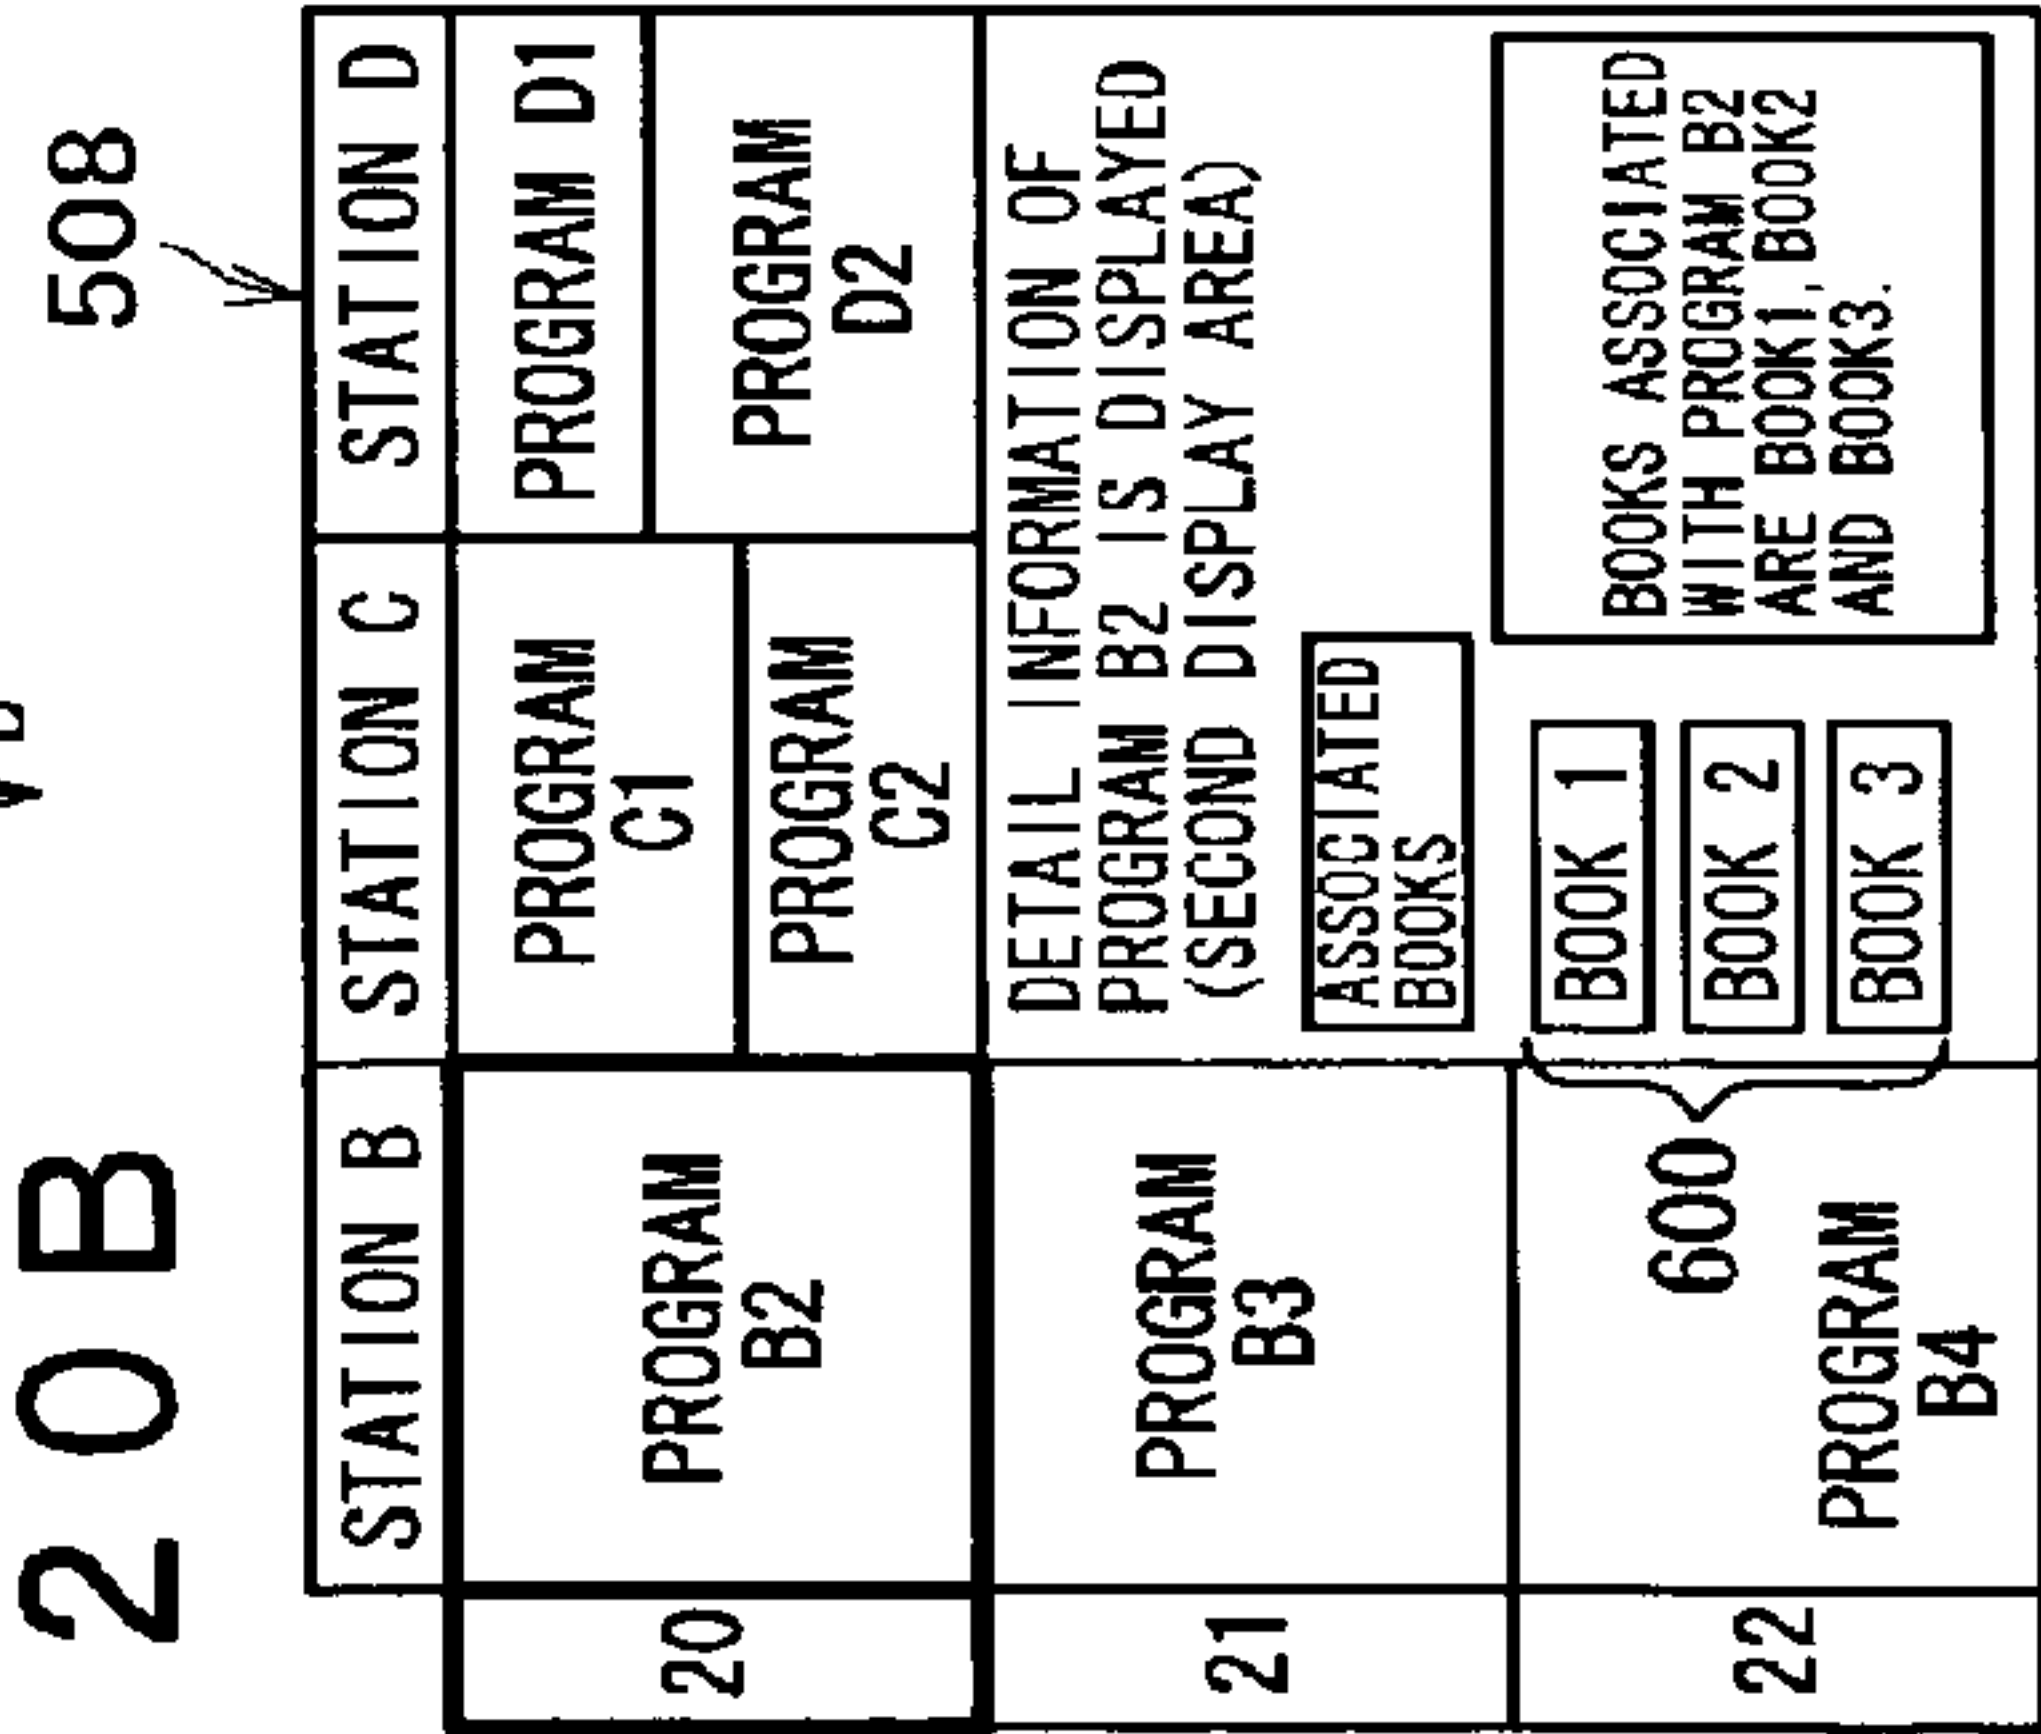 20B
508
STATION B STATION C STATION D
20
PROGRAM
B2
PROGRAM
C1
PROGRAM D1
PROGRAM
C2
PROGRAM
D2
21
PROGRAM
B3
DETAIL INFORMATION OF
PROGRAM B2 IS DISPLAYED
(SECOND DISPLAY AREA)
ASSOCIATED
BOOKS
22
600
PROGRAM
B4
BOOK 1
BOOK 2
BOOK 3
BOOKS ASSOCIATED
WITH PROGRAM B2
ARE BOOK1, BOOK2
AND BOOK3.